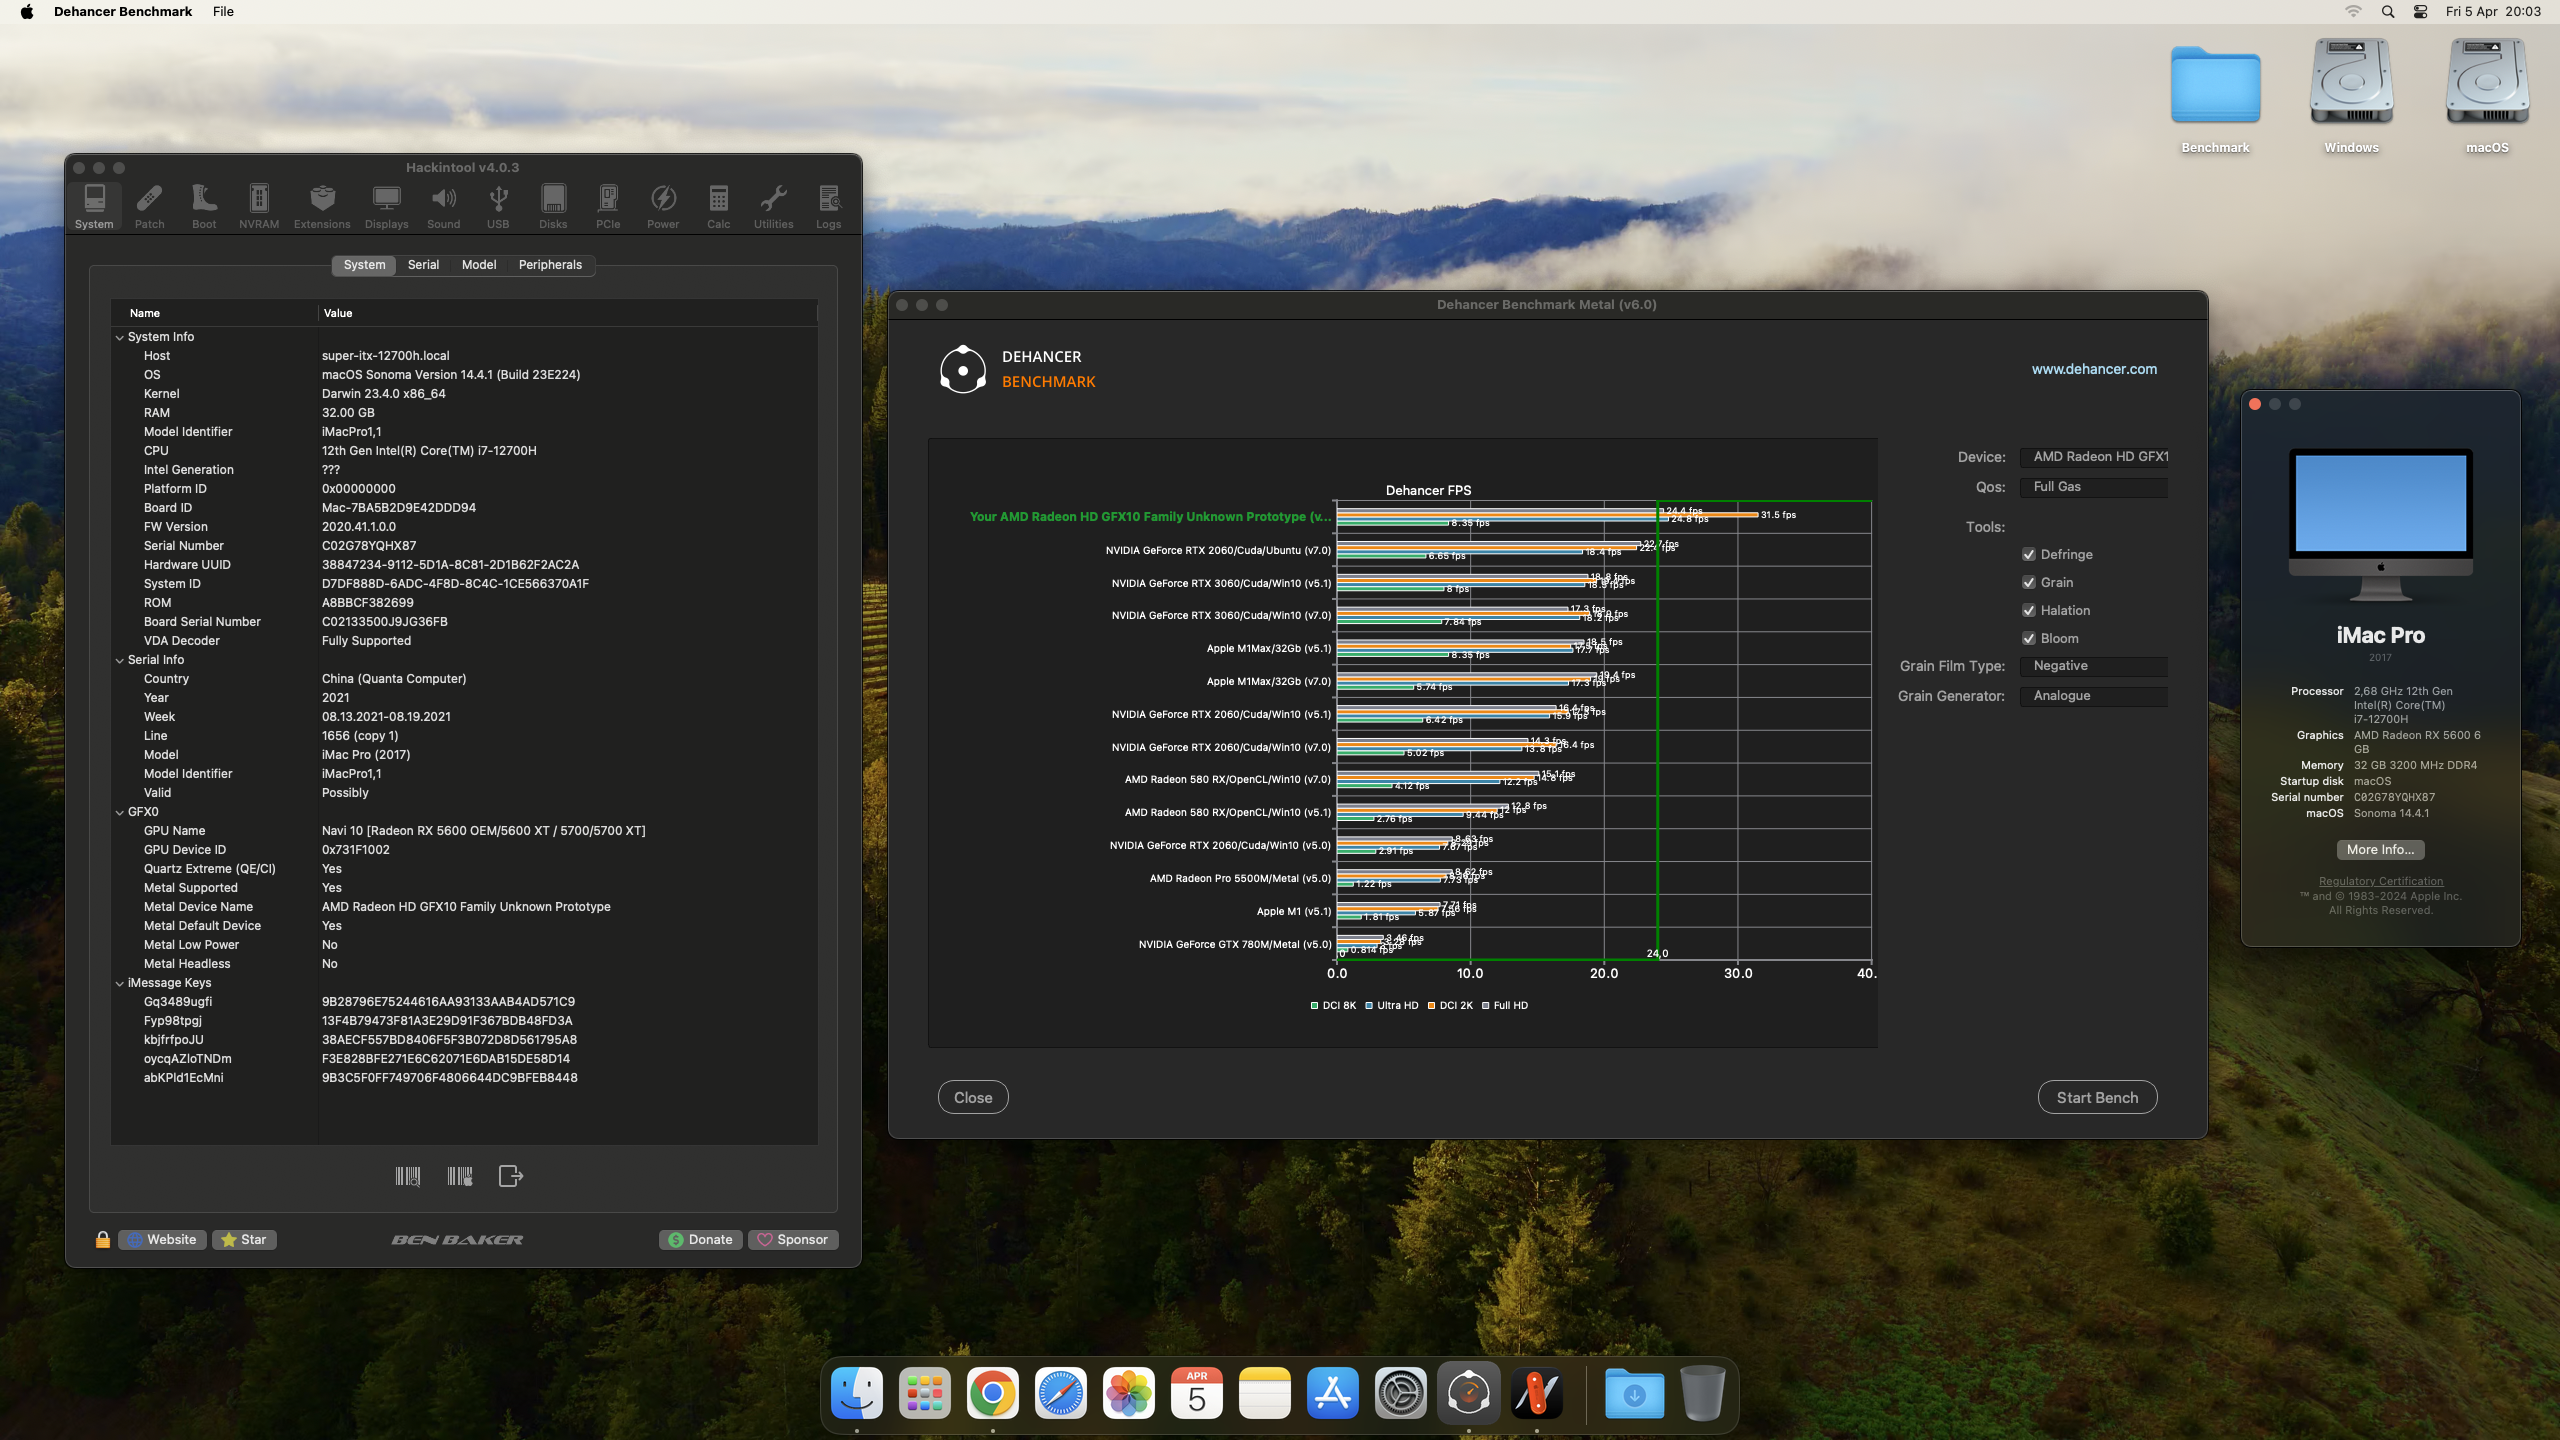 Dehancer Benchmark File
Fri 5 Apr 20:03
Benchmark
Windows
macOS
Hackintool v4.0.3
System Patch Boot NVRAM Extensions Displays Sound USB Disks PCIe Power Calc Utilities Logs
System Serial Model Peripherals
Name Value
System Info
Host super-itx-12700h.local
OS macOS Sonoma Version 14.4.1 (Build 23E224)
Kernel Darwin 23.4.0 x86_64
RAM 32.00 GB
Model Identifier iMacPro1,1
CPU 12th Gen Intel(R) Core(TM) i7-12700H
Intel Generation ???
Platform ID 0x00000000
Board ID Mac-7BA5B2D9E42DDD94
FW Version 2020.41.1.0.0
Serial Number C02G78YQHX87
Hardware UUID 38847234-9112-5D1A-8C81-2D1B62F2AC2A
System ID D7DF888D-6ADC-4F8D-8C4C-1CE566370A1F
ROM A8BBCF382699
Board Serial Number C02133500J9JG36FB
VDA Decoder Fully Supported
Serial Info
Country China (Quanta Computer)
Year 2021
Week 08.13.2021-08.19.2021
Line 1656 (copy 1)
Model iMac Pro (2017)
Model Identifier iMacPro1,1
Valid Possibly
GFX0
GPU Name Navi 10 [Radeon RX 5600 OEM/5600 XT / 5700/5700 XT]
GPU Device ID 0x731F1002
Quartz Extreme (QE/CI) Yes
Metal Supported Yes
Metal Device Name AMD Radeon HD GFX10 Family Unknown Prototype
Metal Default Device Yes
Metal Low Power No
Metal Headless No
iMessage Keys
Gq3489ugfi 9B28796E75244616AA93133AAB4AD571C9
Fyp98tpgj 13F4B79473F81A3E29D91F367BDB48FD3A
kbjfrfpoJU 38AECF557BD8406F5F3B072D8D561795A8
oycqAZloTNDm F3E828BFE271E6C62071E6DAB15DE58D14
abKPld1EcMni 9B3C5F0FF749706F4806644DC9BFEB8448
Website Star BEN BAKER Donate Sponsor
Dehancer Benchmark Metal (v6.0)
DEHANCER
BENCHMARK
www.dehancer.com
Dehancer FPS
Your AMD Radeon HD GFX10 Family Unknown Prototype (v... 24.4 fps 31.5 fps 24.8 fps 8.35 fps
NVIDIA GeForce RTX 2060/Cuda/Ubuntu (v7.0) 22.7 fps 18.4 fps 6.65 fps
NVIDIA GeForce RTX 3060/Cuda/Win10 (v5.1) 18.8 fps 8 fps
NVIDIA GeForce RTX 3060/Cuda/Win10 (v7.0) 17.3 fps 18.2 fps 7.84 fps
Apple M1Max/32Gb (v5.1) 18.5 fps 17.7 fps 8.35 fps
Apple M1Max/32Gb (v7.0) 19.4 fps 17.3 fps 5.74 fps
NVIDIA GeForce RTX 2060/Cuda/Win10 (v5.1) 16.4 fps 15.9 fps 6.42 fps
NVIDIA GeForce RTX 2060/Cuda/Win10 (v7.0) 14.3 fps 16.4 fps 13.8 fps 5.02 fps
AMD Radeon 580 RX/OpenCL/Win10 (v7.0) 15.1 fps 14.8 fps 12.2 fps 4.12 fps
AMD Radeon 580 RX/OpenCL/Win10 (v5.1) 12.8 fps 12 fps 9.44 fps 2.76 fps
NVIDIA GeForce RTX 2060/Cuda/Win10 (v5.0) 8.63 fps 7.67 fps 2.91 fps
AMD Radeon Pro 5500M/Metal (v5.0) 8.62 fps 7.73 fps 1.22 fps
Apple M1 (v5.1) 7.71 fps 5.87 fps 1.81 fps
NVIDIA GeForce GTX 780M/Metal (v5.0) 3.46 fps 0.814 fps
0 24,0
0.0 10.0 20.0 30.0 40.
DCI 8K Ultra HD DCI 2K Full HD
Device: AMD Radeon HD GFX1
Qos: Full Gas
Tools:
Defringe
Grain
Halation
Bloom
Grain Film Type: Negative
Grain Generator: Analogue
Close Start Bench
iMac Pro
2017
Processor 2,68 GHz 12th Gen
Intel(R) Core(TM)
i7-12700H
Graphics AMD Radeon RX 5600 6
GB
Memory 32 GB 3200 MHz DDR4
Startup disk macOS
Serial number C02G78YQHX87
macOS Sonoma 14.4.1
More Info...
Regulatory Certification
™ and © 1983-2024 Apple Inc.
All Rights Reserved.
APR
5